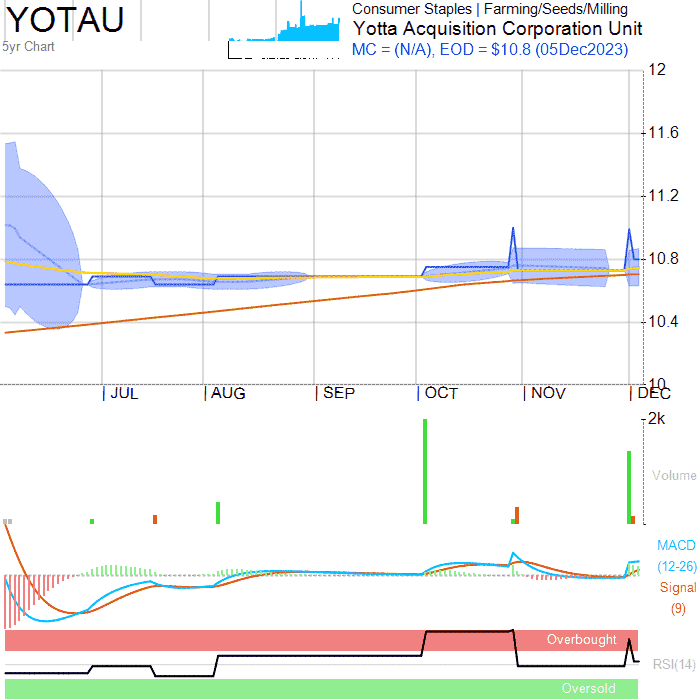 YOTAU
5yr Chart
Consumer Staples | Farming/Seeds/Milling
Yotta Acquisition Corporation Unit
MC = (N/A), EOD = $10.8 (05Dec2023)
12
11.6
11.2
10.8
10.4
10
JUL AUG SEP OCT NOV DEC
2k
Volume
MACD
(12-26)
Signal
(9)
Overbought
RSI(14)
Oversold